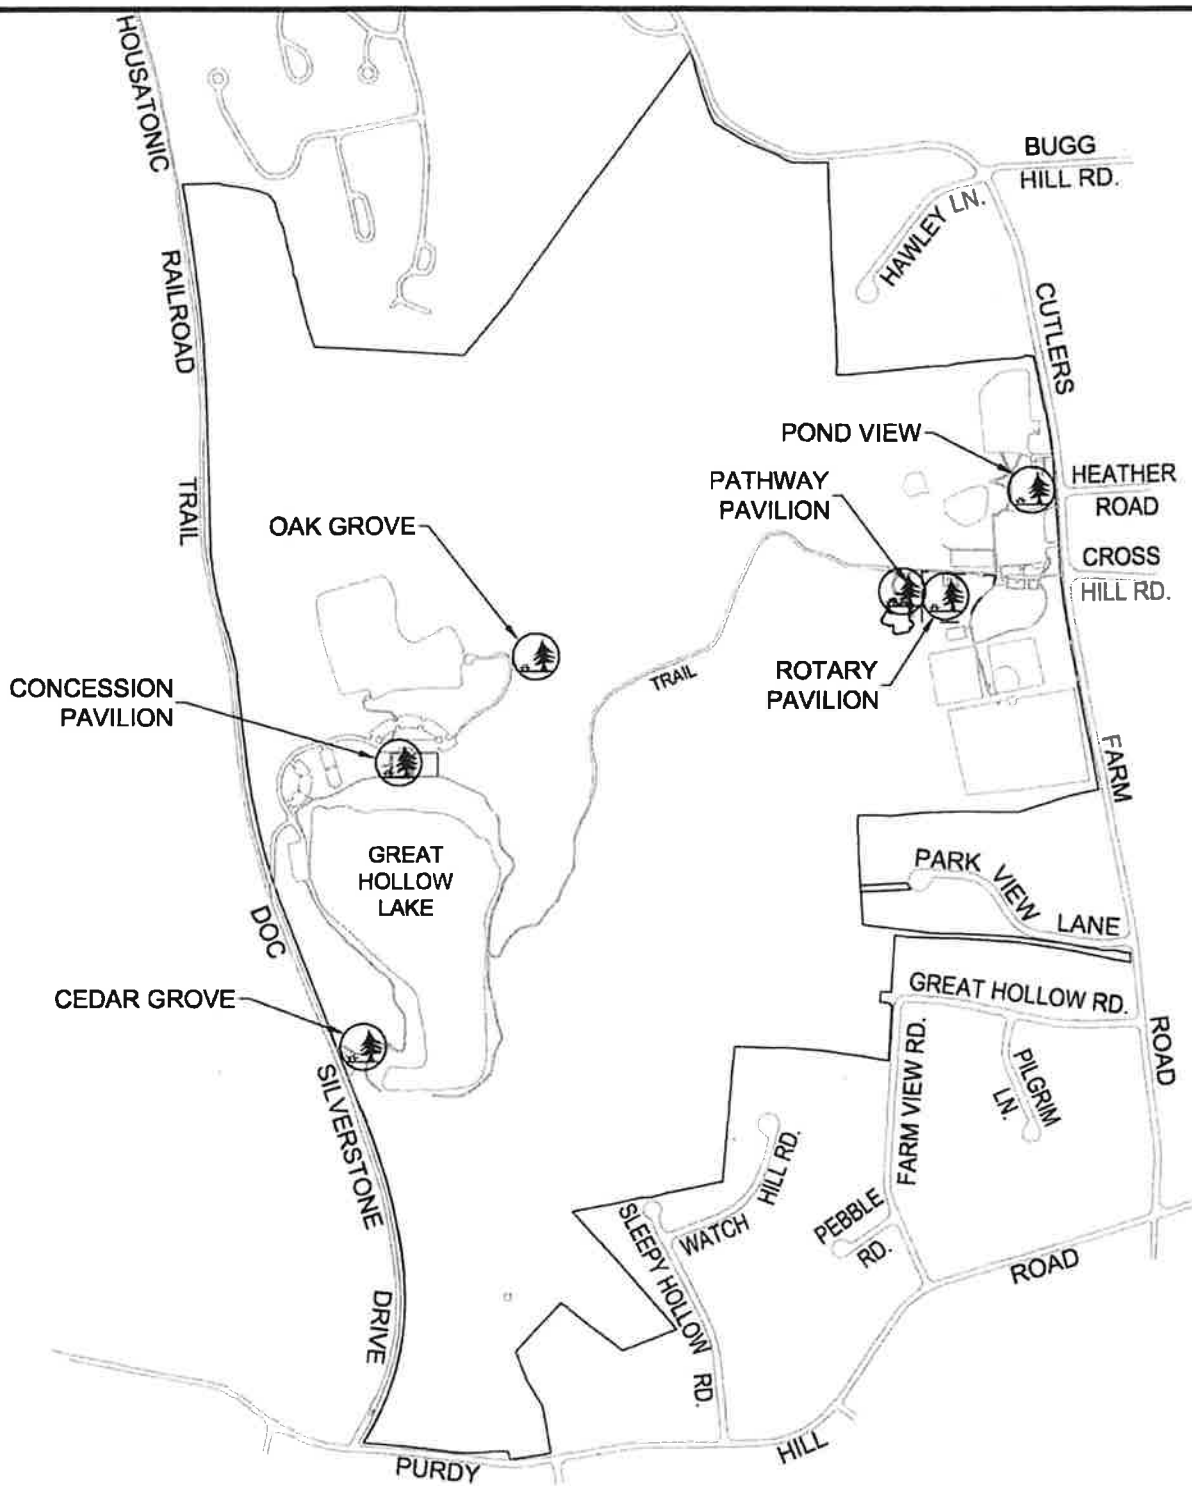 HOUSATONIC
RAILROAD
TRAIL
BUGG
HILL RD.
HAWLEY LN.
CUTLERS
POND VIEW
HEATHER
ROAD
PATHWAY
PAVILION
CROSS
HILL RD.
OAK GROVE
ROTARY
PAVILION
TRAIL
CONCESSION
PAVILION
FARM
GREAT
HOLLOW
LAKE
PARK VIEW LANE
DOC
CEDAR GROVE
GREAT HOLLOW RD.
ROAD
SILVERSTONE
FARM VIEW RD.
PILGRIM
LN.
WATCH HILL RD.
SLEEPY HOLLOW RD.
PEBBLE
RD.
ROAD
DRIVE
PURDY
HILL